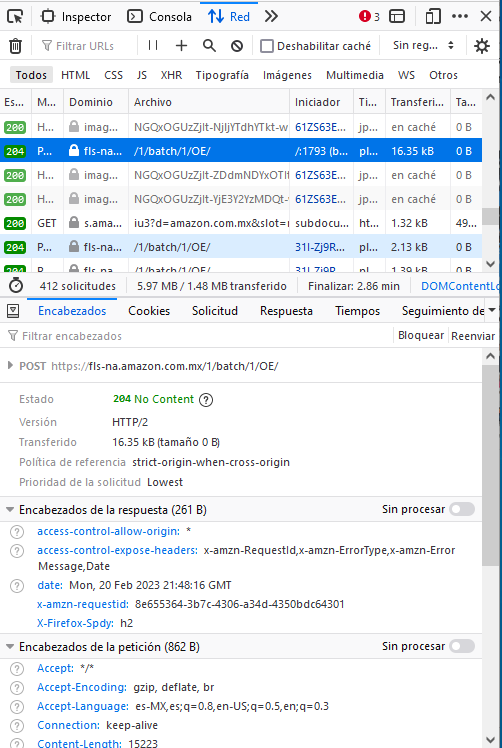 Inspector Consola Red 3
Filtrar URLs Deshabilitar caché Sin reg...
Todos HTML CSS JS XHR Tipografía Imágenes Multimedia WS Otros
Es... M... Dominio Archivo Iniciador Ti... Transferi... Ta...
200 H... imag... NGQxOGUzZjIt-NjljYTdhYTkt-w 61ZS63E... jp... en caché 0 B
204 P... fls-na... /1/batch/1/OE/ /:1793 (b... pl... 16.35 kB 0 B
200 H... imag... NGQxOGUzZjIt-ZDdmNDYxOTIt 61ZS63E... jp... en caché 0 B
200 H... imag... NGQxOGUzZjIt-YjE3Y2YzMDQt- 61ZS63E... jp... en caché 0 B
200 GET s.ama... iu3?d=amazon.com.mx&slot=n subdocu... ht... 1.32 kB 49...
204 P... fls-na... /1/batch/1/OE/ 31l-Zj9R... pl... 2.13 kB 0 B
204 P... fls-na... /1/batch/1/OE/ 31l-Zj9R... pl... 1.39 kB 0 B
412 solicitudes 5.97 MB / 1.48 MB transferido Finalizar: 2.86 min DOMContentLo
Encabezados Cookies Solicitud Respuesta Tiempos Seguimiento de
Filtrar encabezados Bloquear Reenviar
POST https://fls-na.amazon.com.mx/1/batch/1/OE/
Estado 204 No Content ?
Versión HTTP/2
Transferido 16.35 kB (tamaño 0 B)
Política de referencia strict-origin-when-cross-origin
Prioridad de la solicitud Lowest
Encabezados de la respuesta (261 B) Sin procesar
? access-control-allow-origin: *
? access-control-expose-headers: x-amzn-RequestId,x-amzn-ErrorType,x-amzn-Error
Message,Date
? date: Mon, 20 Feb 2023 21:48:16 GMT
x-amzn-requestid: 8e655364-3b7c-4306-a34d-4350bdc64301
X-Firefox-Spdy: h2
Encabezados de la petición (862 B) Sin procesar
? Accept: */*
? Accept-Encoding: gzip, deflate, br
? Accept-Language: es-MX,es;q=0.8,en-US;q=0.5,en;q=0.3
? Connection: keep-alive
? Content-Length: 15223